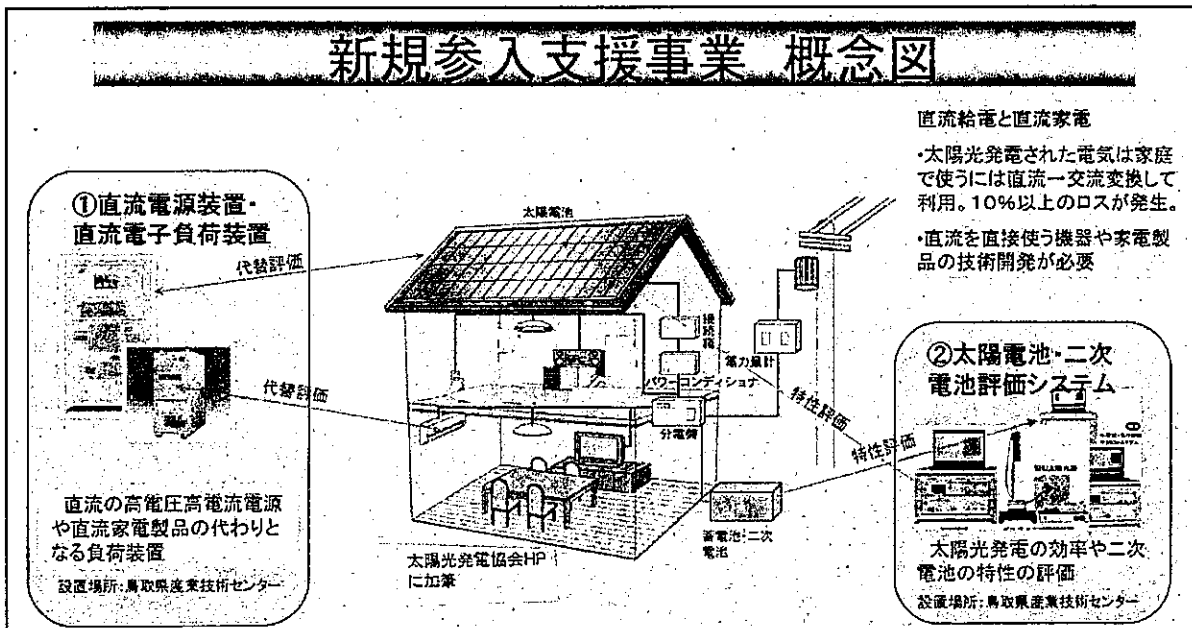 新規参入支援事業 概念図
直流給電と直流家電
・太陽光発電された電気は家庭
で使うには直流→交流変換して
利用。10%以上のロスが発生。
・直流を直接使う機器や家電製
品の技術開発が必要
①直流電源装置・
直流電子負荷装置
代替評価
代替評価
直流の高電圧高電流電源
や直流家電製品の代わりと
なる負荷装置
設置場所:鳥取県産業技術センター
太陽電池
接続箱
電力量計
パワーコンディショナ
分電盤
特性評価
特性評価
蓄電池・二次
電池
太陽光発電協会HP
に加筆
②太陽電池・二次
電池評価システム
太陽光発電の効率や二次
電池の特性の評価
設置場所:鳥取県産業技術センター